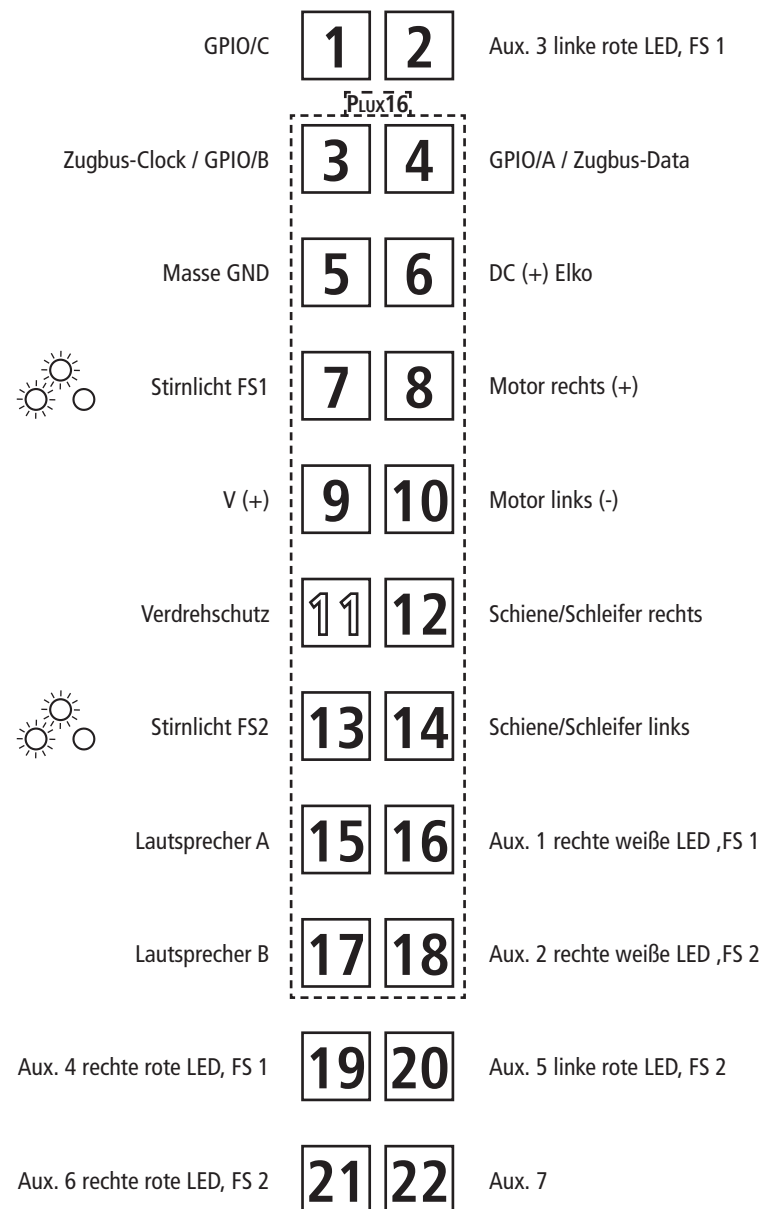 GPIO/C 1 2 Aux. 3 linke rote LED, FS 1
PLUX16
Zugbus-Clock / GPIO/B 3 4 GPIO/A / Zugbus-Data
Masse GND 5 6 DC (+) Elko
Stirnlicht FS1 7 8 Motor rechts (+)
V (+) 9 10 Motor links (-)
Verdrehschutz 11 12 Schiene/Schleifer rechts
Stirnlicht FS2 13 14 Schiene/Schleifer links
Lautsprecher A 15 16 Aux. 1 rechte weiße LED ,FS 1
Lautsprecher B 17 18 Aux. 2 rechte weiße LED ,FS 2
Aux. 4 rechte rote LED, FS 1 19 20 Aux. 5 linke rote LED, FS 2
Aux. 6 rechte rote LED, FS 2 21 22 Aux. 7